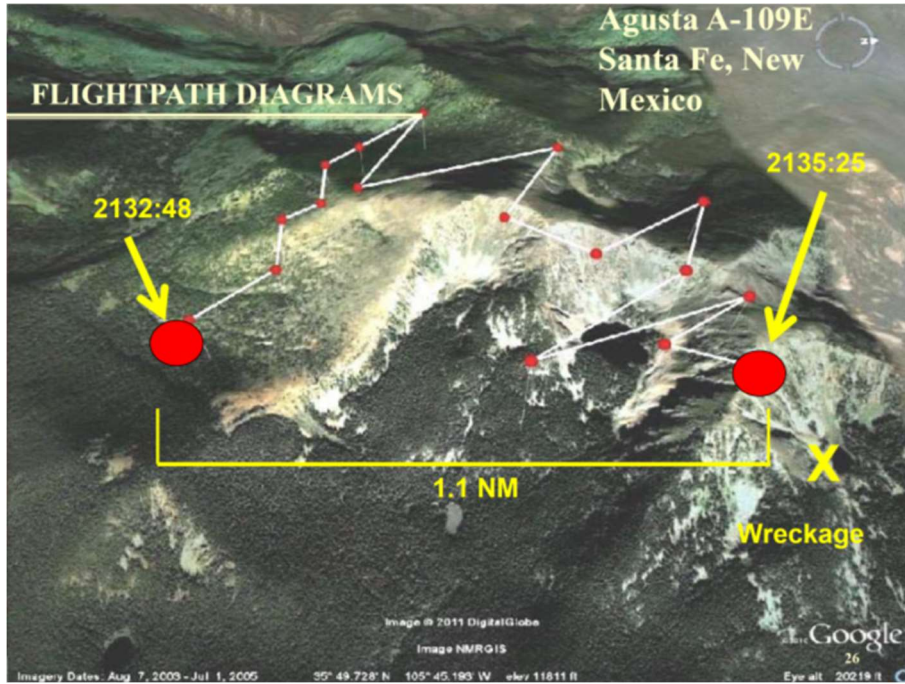 Agusta A-109E
Santa Fe, New
Mexico
FLIGHTPATH DIAGRAMS
2135:25
2132:48
1.1 NM
X
Wreckage
Image © 2011 DigitalGlobe
Image NMRGIS
Google
26
Imagery Dates: Aug 7, 2003 - Jul 1, 2005 35° 49.728' N 105° 45.193' W elev 11811 ft Eye alt 20219 ft